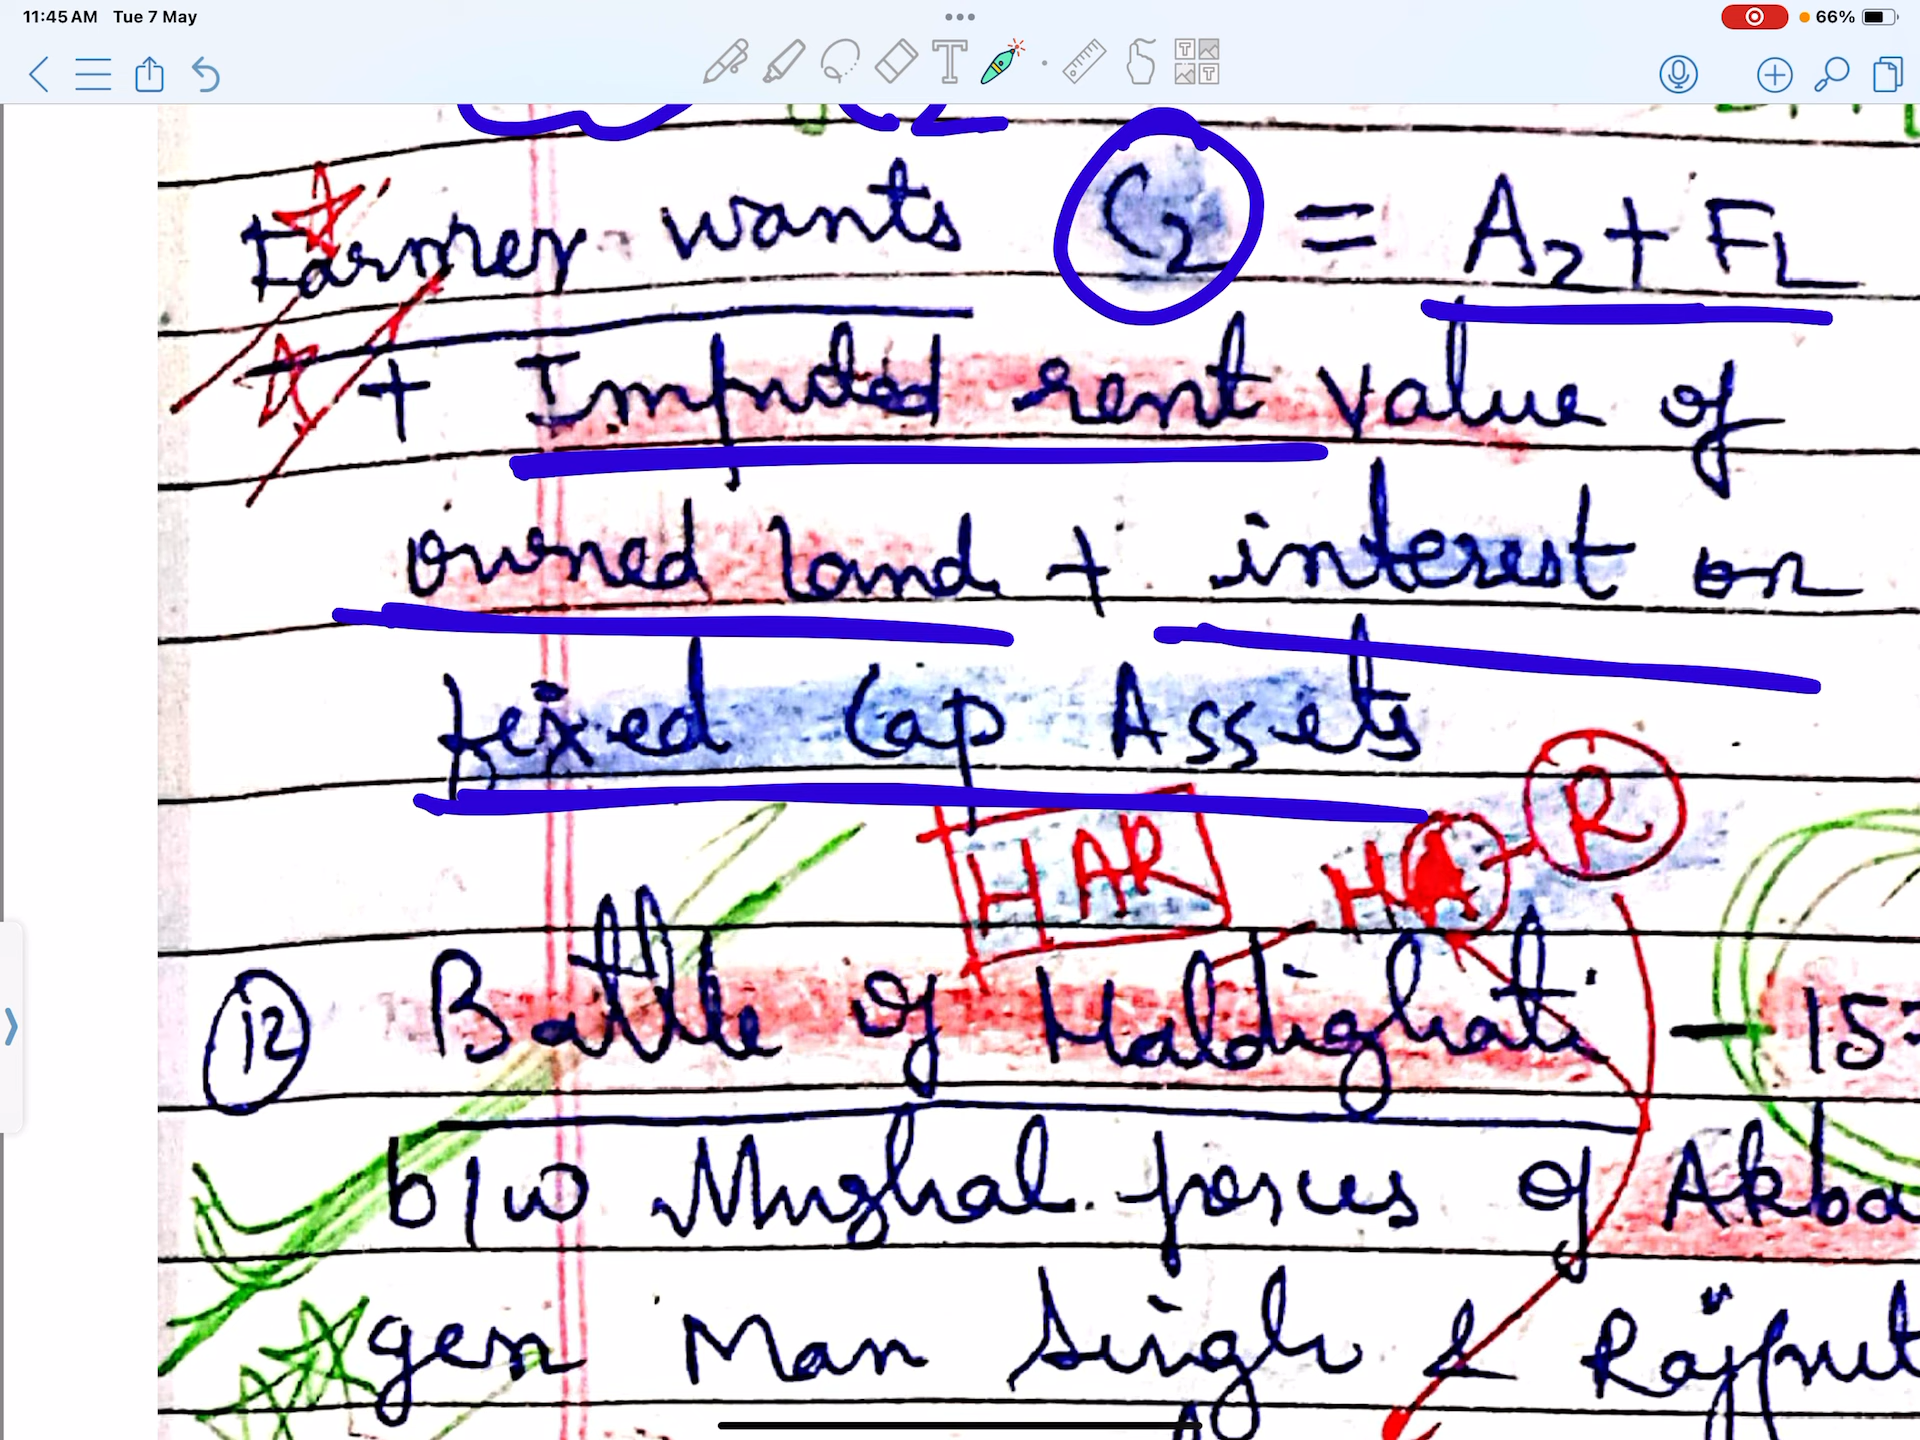 11:45 AM Tue 7 May
66%
Farmer wants C2 = A2 + FL
+ Imputed rent value of
owned land + interest on
fixed Cap Assets
HAR HA-R
12 Battle of Haldighati - 15
b/w Mughal forces of Akba
gen Man Singh & Rajput